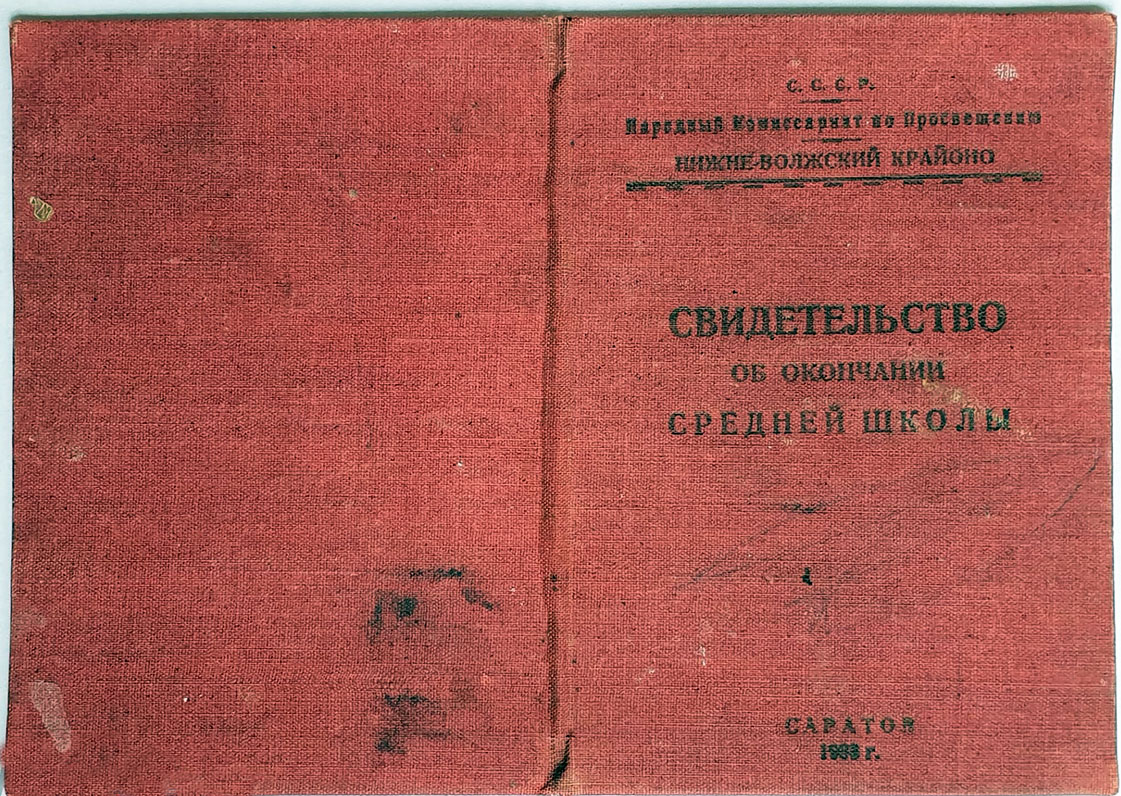 С. С. С. Р.
Народный Комиссариат по Просвещению
НИЖНЕ-ВОЛЖСКИЙ КРАЙОНО
СВИДЕТЕЛЬСТВО
ОБ ОКОНЧАНИИ
СРЕДНЕЙ ШКОЛЫ
САРАТОВ
г.